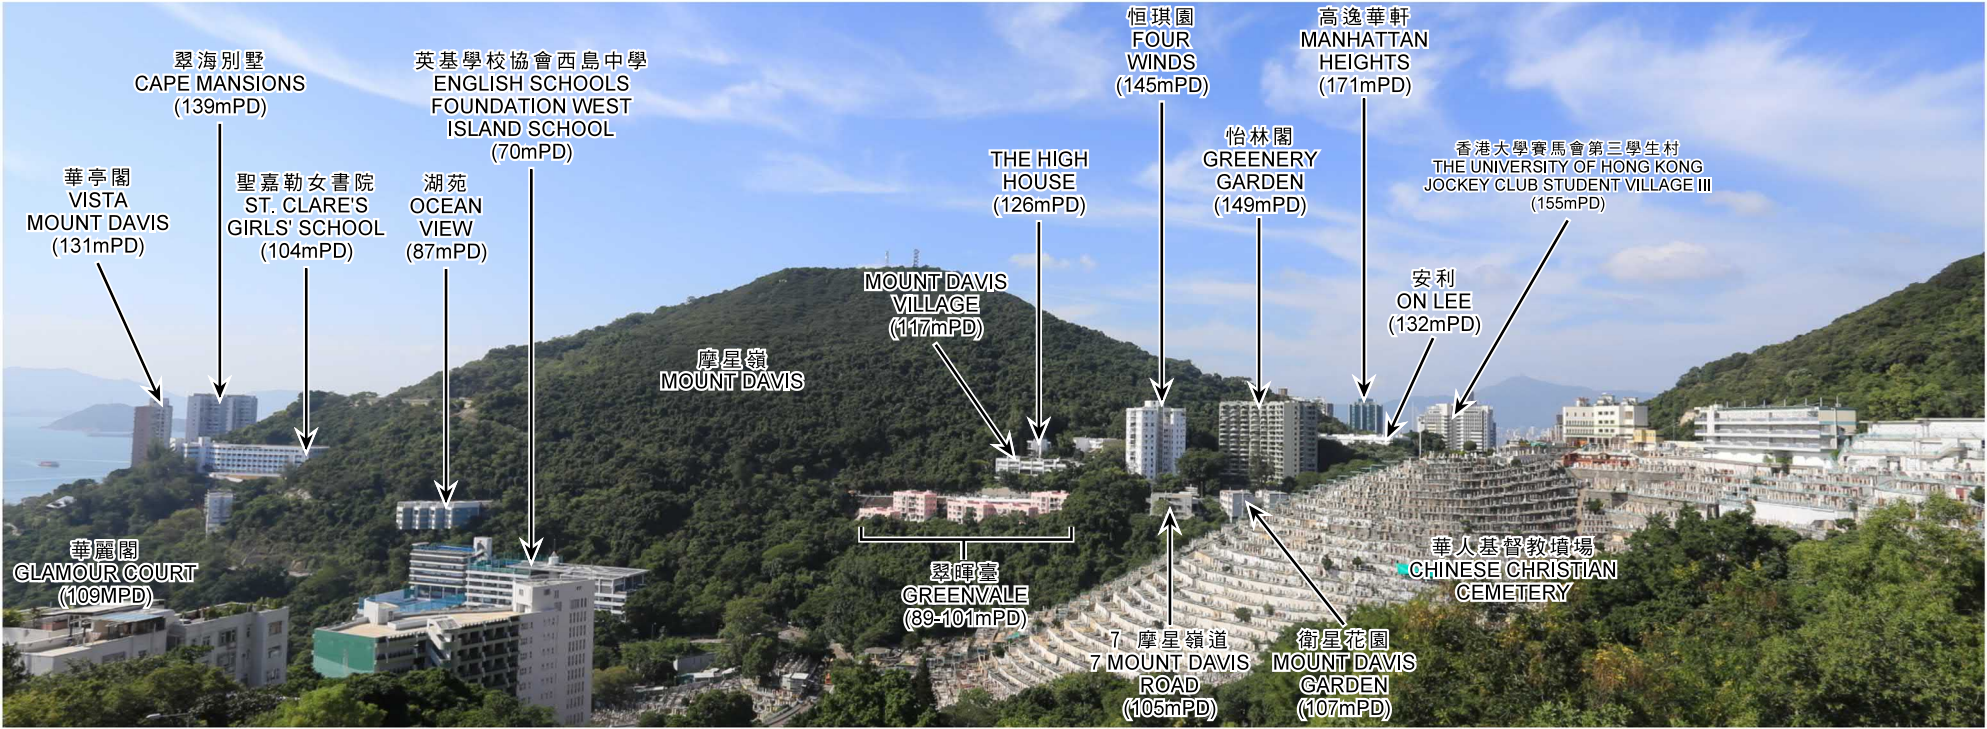 恒琪園
FOUR
WINDS
(145mPD)
高逸華軒
MANHATTAN
HEIGHTS
(171mPD)
翠海別墅
CAPE MANSIONS
(139mPD)
英基學校協會西島中學
ENGLISH SCHOOLS
FOUNDATION WEST
ISLAND SCHOOL
(70mPD)
怡林閣
GREENERY
GARDEN
(149mPD)
香港大學賽馬會第三學生村
THE UNIVERSITY OF HONG KONG
JOCKEY CLUB STUDENT VILLAGE III
(155mPD)
THE HIGH
HOUSE
(126mPD)
華亭閣
VISTA
MOUNT DAVIS
(131mPD)
聖嘉勒女書院
ST. CLARE'S
GIRLS' SCHOOL
(104mPD)
湖苑
OCEAN
VIEW
(87mPD)
MOUNT DAVIS
VILLAGE
(117mPD)
安利
ON LEE
(132mPD)
摩星嶺
MOUNT DAVIS
華麗閣
GLAMOUR COURT
(109MPD)
翠暉臺
GREENVALE
(89-101mPD)
華人基督教墳場
CHINESE CHRISTIAN
CEMETERY
7 摩星嶺道
7 MOUNT DAVIS
ROAD
(105mPD)
衛星花園
MOUNT DAVIS
GARDEN
(107mPD)